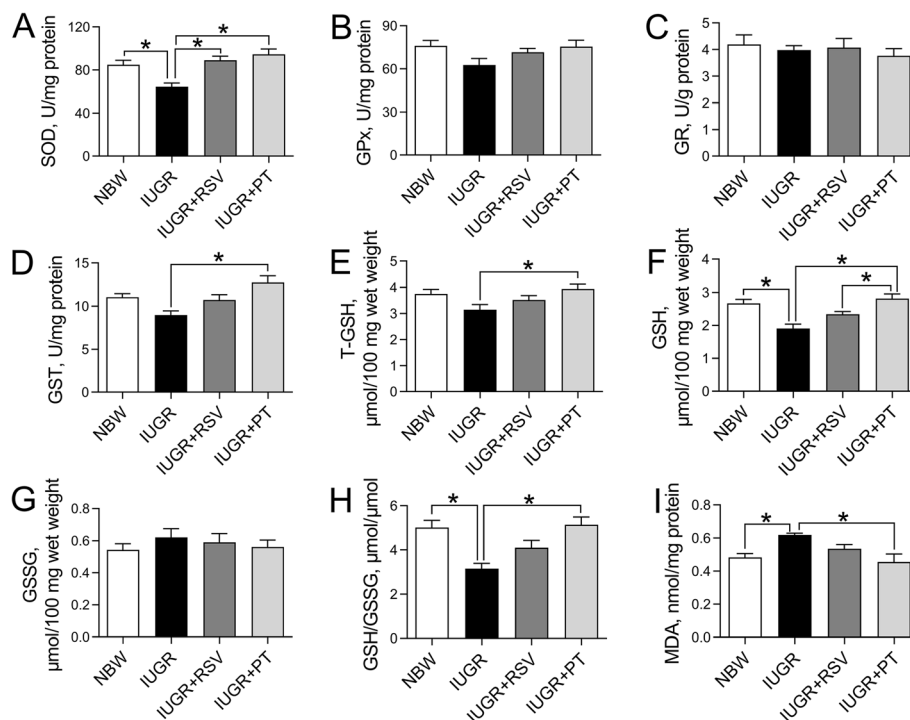 A
SOD, U/mg protein
120
80
40
0
* * *
NBW
IUGR
IUGR+RSV
IUGR+PT
B
GPx, U/mg protein
90
60
30
0
NBW
IUGR
IUGR+RSV
IUGR+PT
C
GR, U/g protein
5
4
3
2
1
0
NBW
IUGR
IUGR+RSV
IUGR+PT
D
GST, U/mg protein
15
10
5
0
*
NBW
IUGR
IUGR+RSV
IUGR+PT
E
T-GSH,
μmol/100 mg wet weight
5
4
3
2
1
0
*
NBW
IUGR
IUGR+RSV
IUGR+PT
F
GSH,
μmol/100 mg wet weight
4
3
2
1
0
* * *
NBW
IUGR
IUGR+RSV
IUGR+PT
G
GSSG,
μmol/100 mg wet weight
0.8
0.6
0.4
0.2
0.0
NBW
IUGR
IUGR+RSV
IUGR+PT
H
GSH/GSSG, μmol/μmol
6
4
2
0
* *
NBW
IUGR
IUGR+RSV
IUGR+PT
I
MDA, nmol/mg protein
0.8
0.6
0.4
0.2
0.0
* *
NBW
IUGR
IUGR+RSV
IUGR+PT